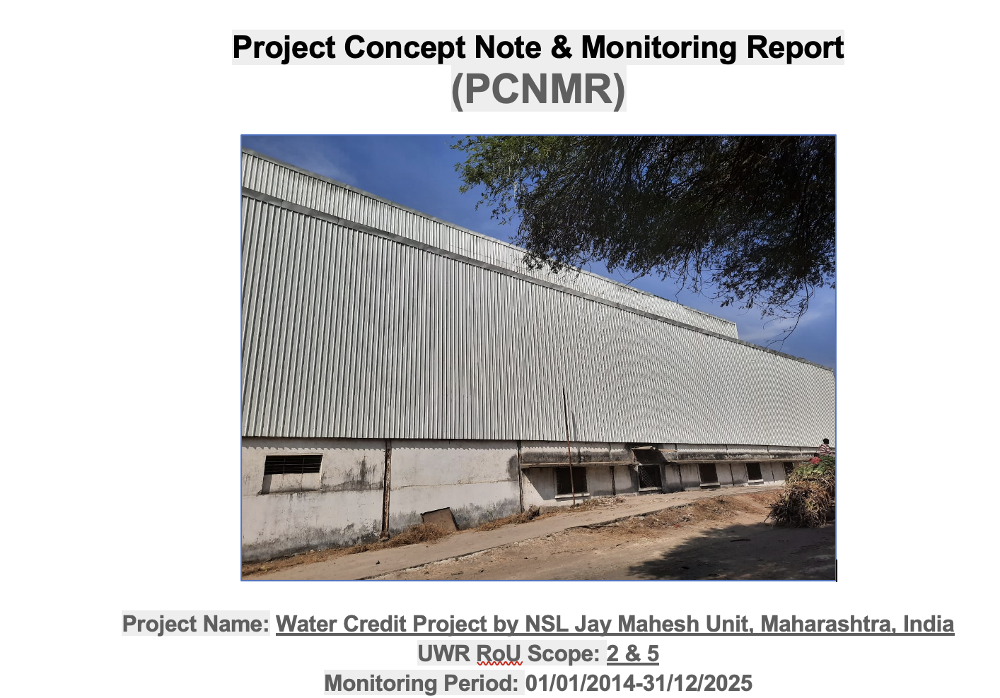 Project Concept Note & Monitoring Report
(PCNMR)
Project Name: Water Credit Project by NSL Jay Mahesh Unit, Maharashtra, India
UWR RoU Scope: 2 & 5
Monitoring Period: 01/01/2014-31/12/2025